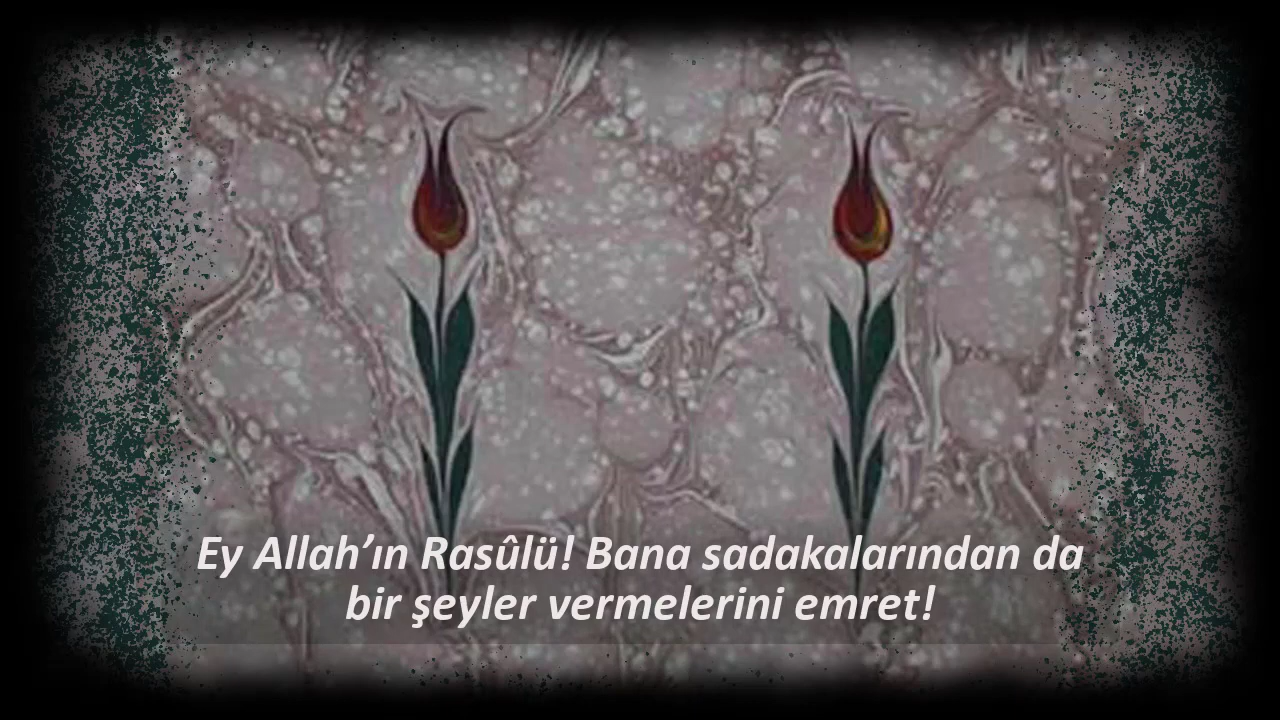 Ey Allah’ın Rasûlü! Bana sadakalarından da
bir şeyler vermelerini emret!